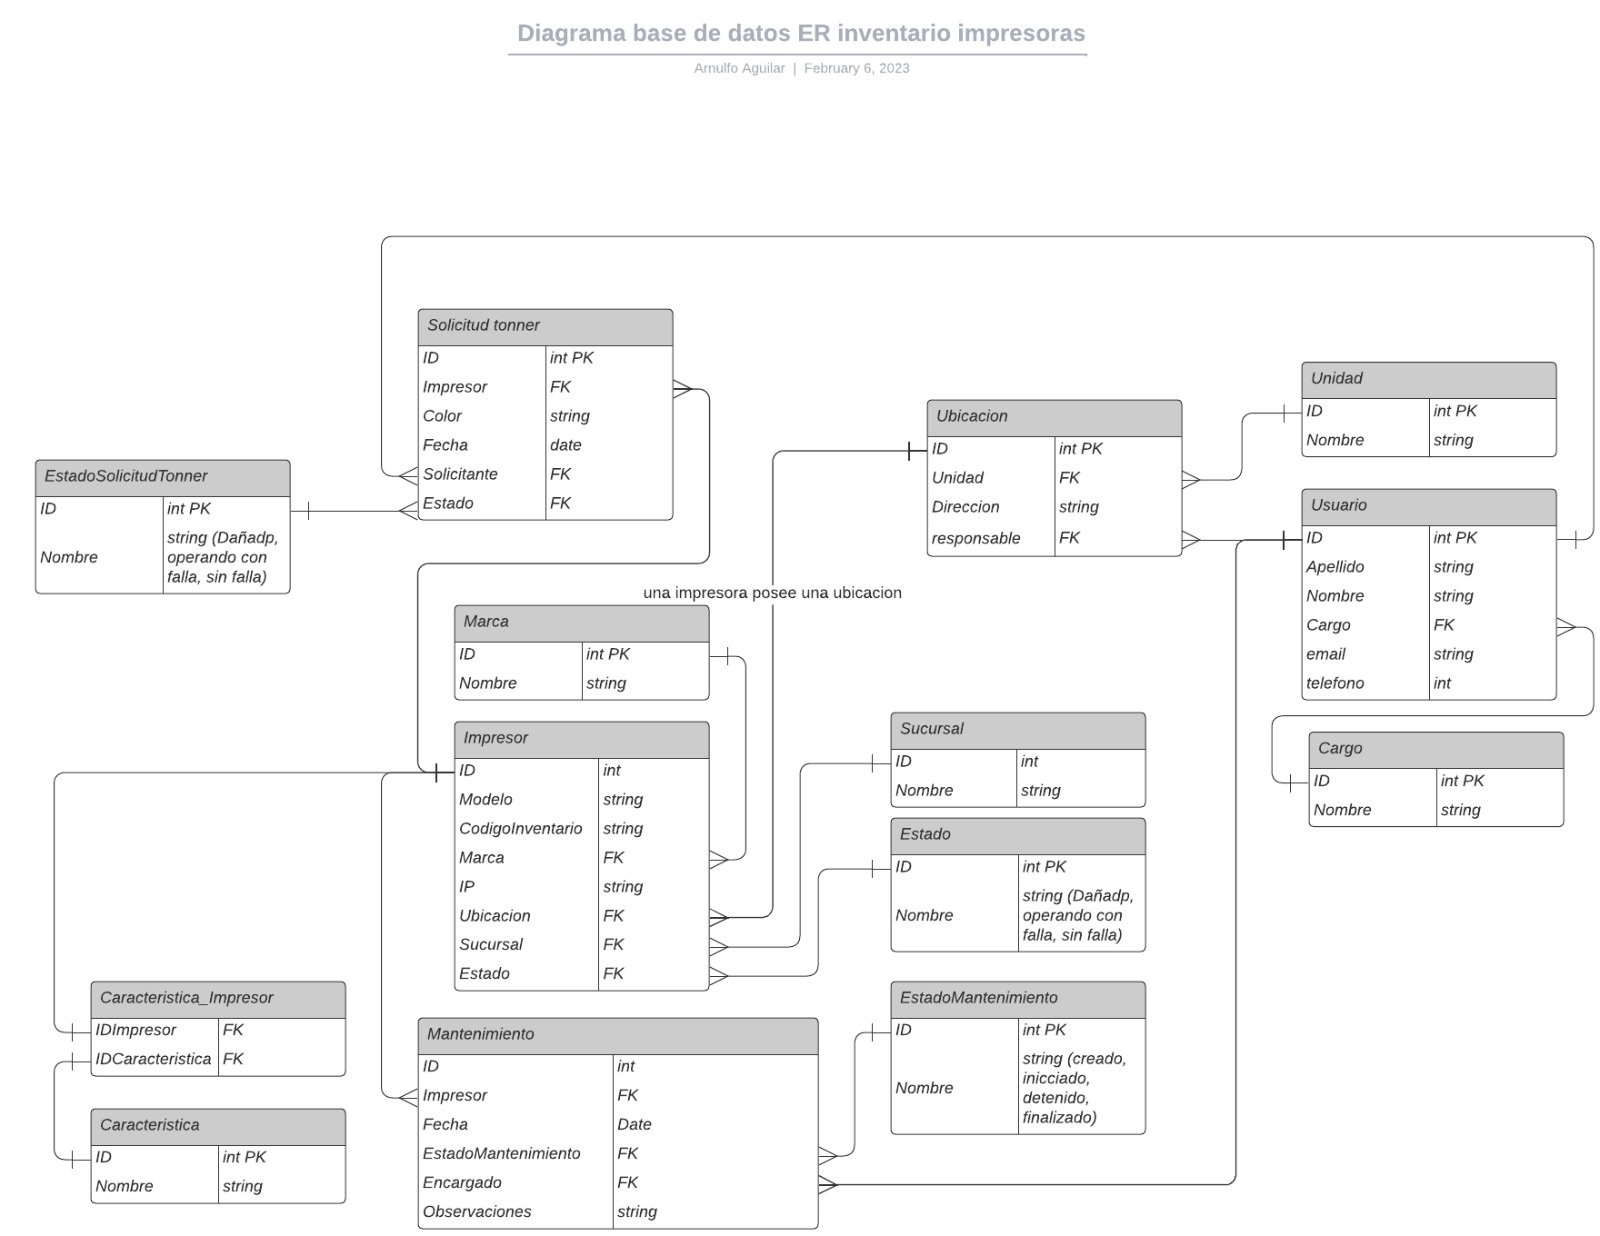 Diagrama base de datos ER inventario impresoras
Arnulfo Aguilar | February 6, 2023
Solicitud tonner
ID int PK
Impresor FK
Color string
Fecha date
Solicitante FK
Estado FK
EstadoSolicitudTonner
ID int PK
Nombre string (Dañadp,
operando con
falla, sin falla)
Ubicacion
ID int PK
Unidad FK
Direccion string
responsable FK
Unidad
ID int PK
Nombre string
Usuario
ID int PK
Apellido string
Nombre string
Cargo FK
email string
telefono int
una impresora posee una ubicacion
Marca
ID int PK
Nombre string
Impresor
ID int
Modelo string
CodigoInventario string
Marca FK
IP string
Ubicacion FK
Sucursal FK
Estado FK
Sucursal
ID int
Nombre string
Cargo
ID int PK
Nombre string
Estado
ID int PK
Nombre string (Dañadp,
operando con
falla, sin falla)
Caracteristica_Impresor
IDImpresor FK
IDCaracteristica FK
Caracteristica
ID int PK
Nombre string
Mantenimiento
ID int
Impresor FK
Fecha Date
EstadoMantenimiento FK
Encargado FK
Observaciones string
EstadoMantenimiento
ID int PK
Nombre string (creado,
inicciado,
detenido,
finalizado)